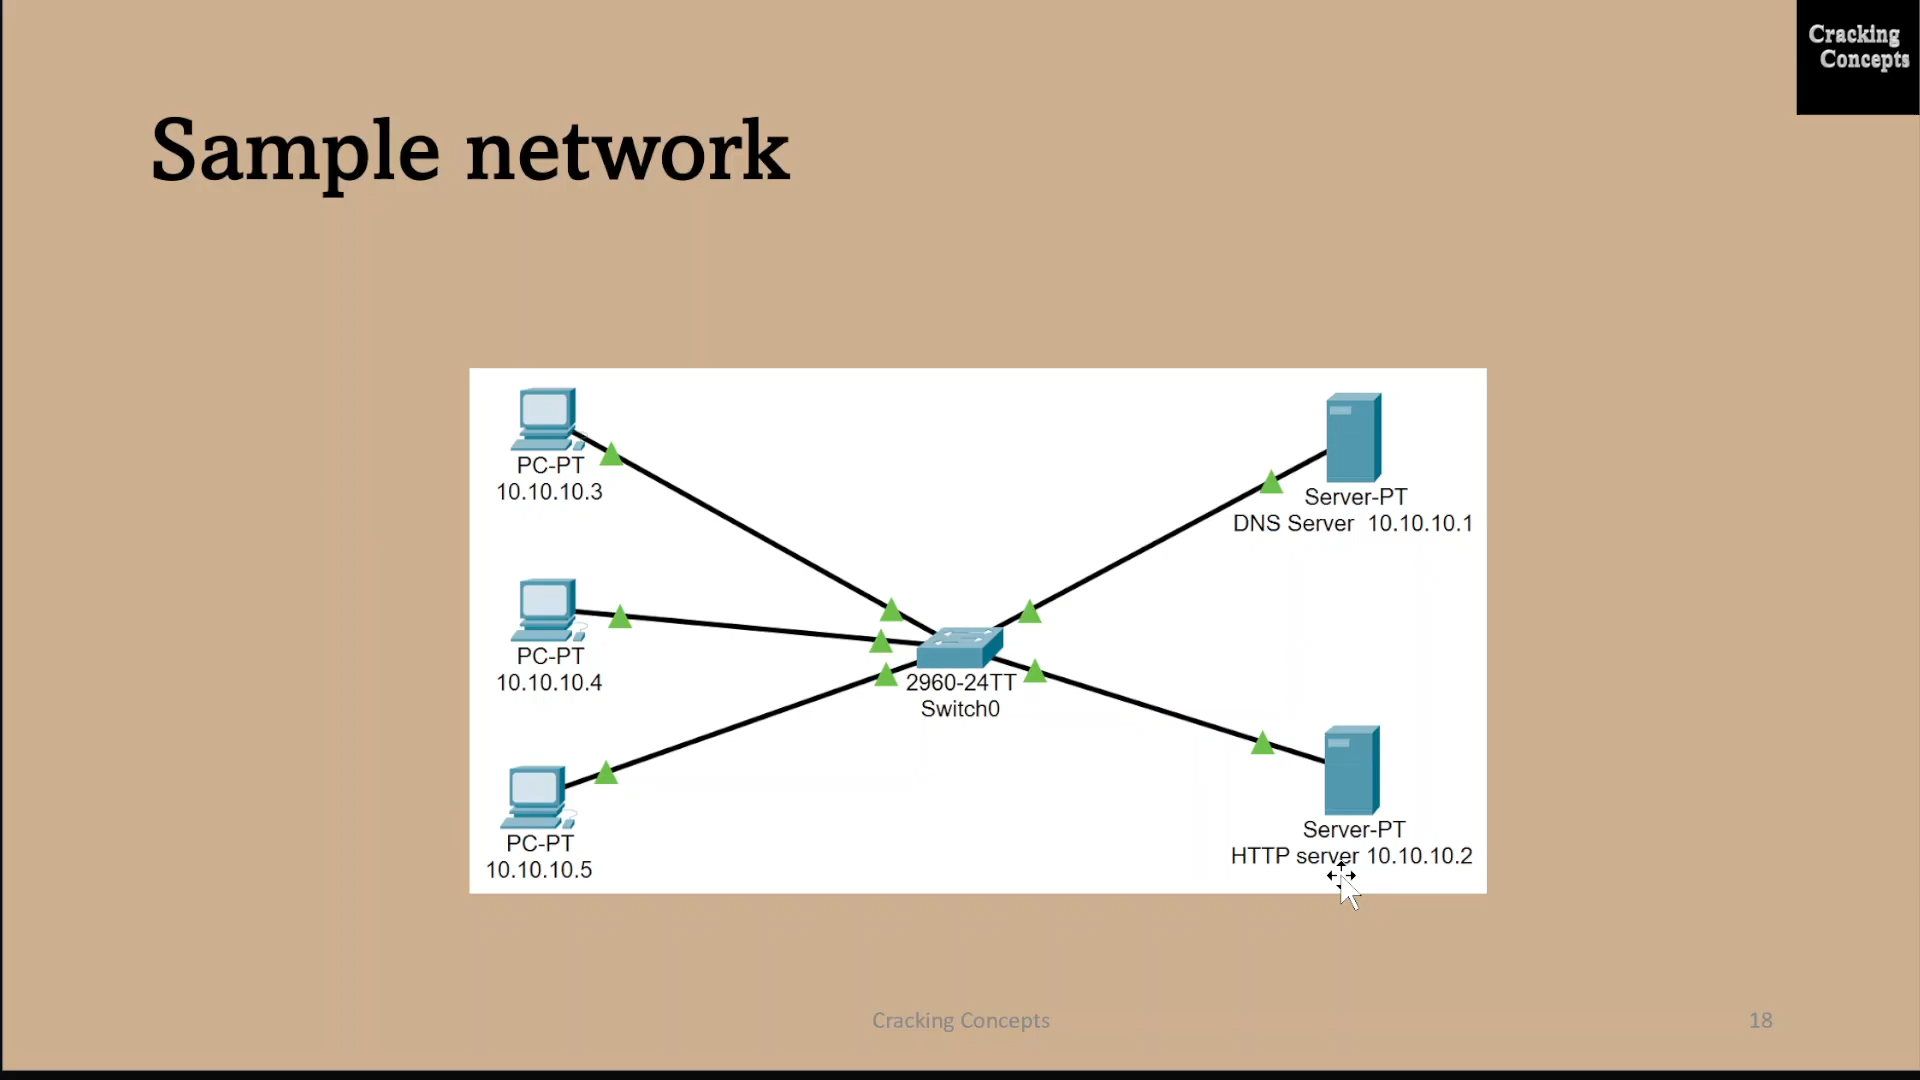 Cracking
Concepts
Sample network
PC-PT
10.10.10.3
Server-PT
DNS Server  10.10.10.1
PC-PT
10.10.10.4
2960-24TT
Switch0
PC-PT
10.10.10.5
Server-PT
HTTP server 10.10.10.2
Cracking Concepts
18